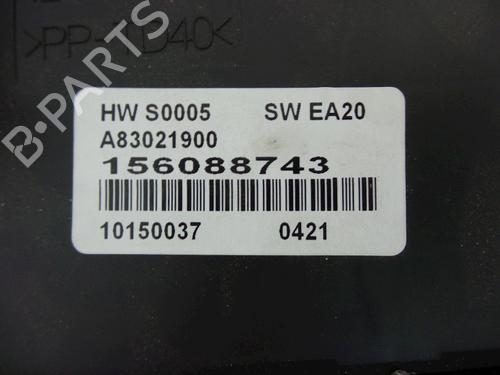 >PP-TD40<
HW S0005 SW EA20
A83021900
156088743
10150037 0421
B-Parts